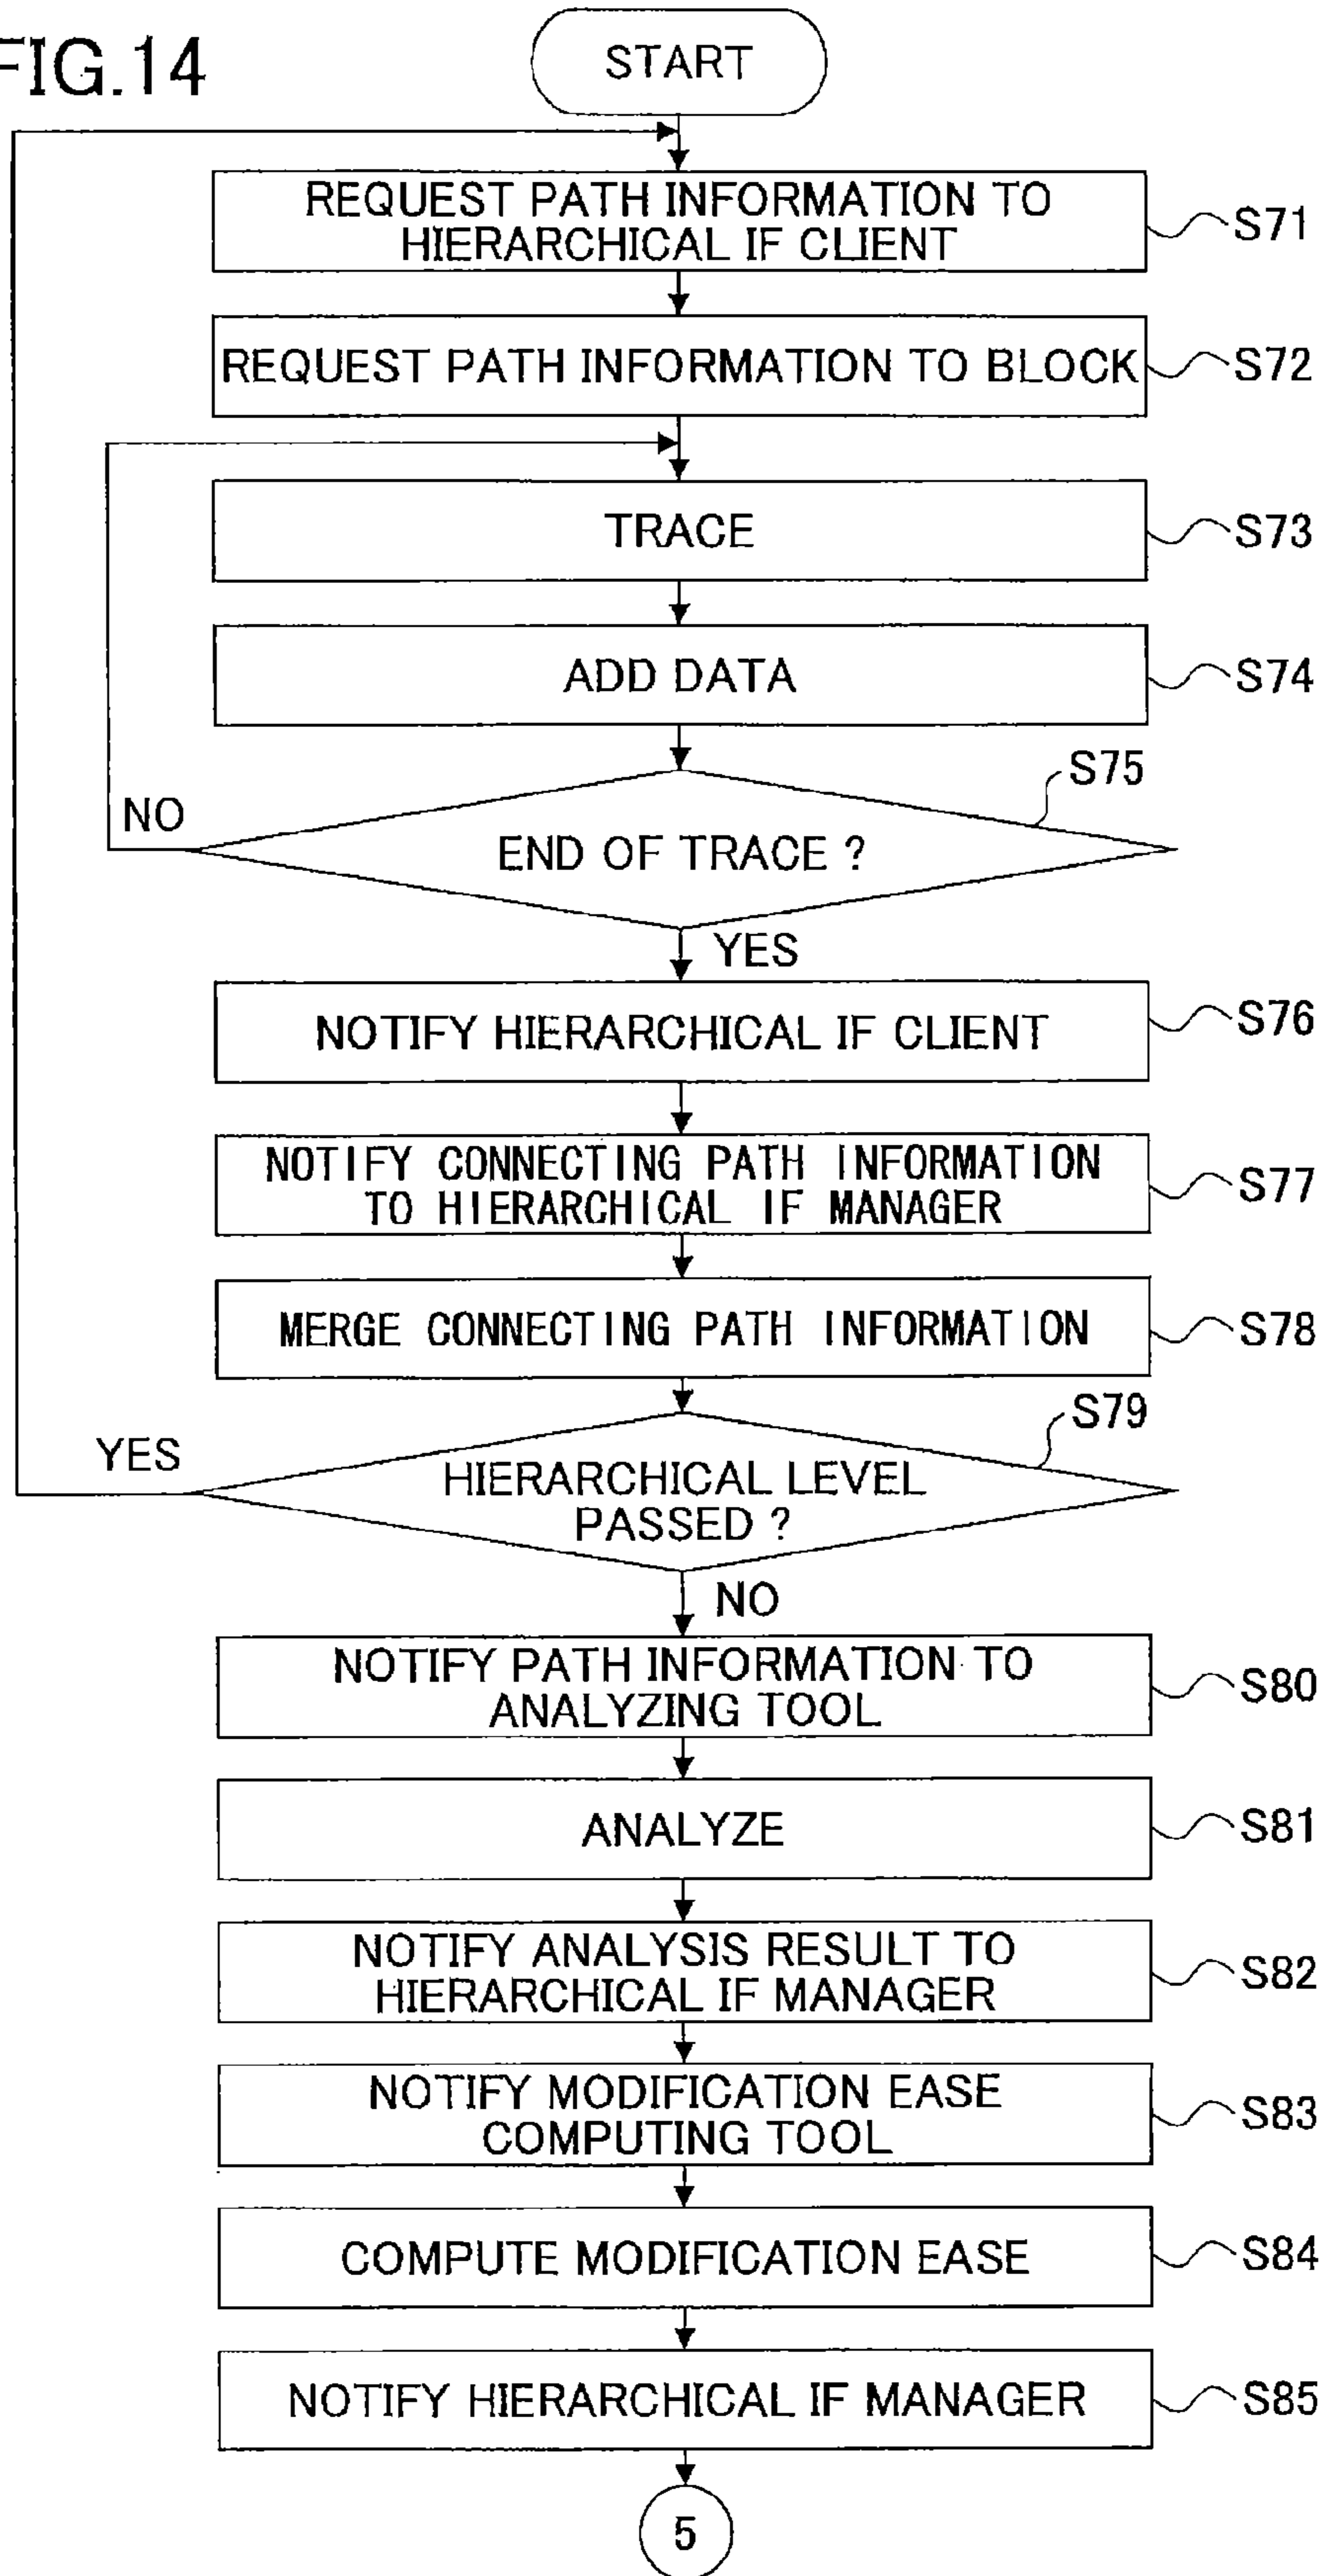 FIG.14
START
REQUEST PATH INFORMATION TO
HIERARCHICAL IF CLIENT
S71
REQUEST PATH INFORMATION TO BLOCK
S72
TRACE
S73
ADD DATA
S74
S75
NO
END OF TRACE ?
YES
NOTIFY HIERARCHICAL IF CLIENT
S76
NOTIFY CONNECTING PATH INFORMATION
TO HIERARCHICAL IF MANAGER
S77
MERGE CONNECTING PATH INFORMATION
S78
S79
YES
HIERARCHICAL LEVEL
PASSED ?
NO
NOTIFY PATH INFORMATION TO
ANALYZING TOOL
S80
ANALYZE
S81
NOTIFY ANALYSIS RESULT TO
HIERARCHICAL IF MANAGER
S82
NOTIFY MODIFICATION EASE
COMPUTING TOOL
S83
COMPUTE MODIFICATION EASE
S84
NOTIFY HIERARCHICAL IF MANAGER
S85
5